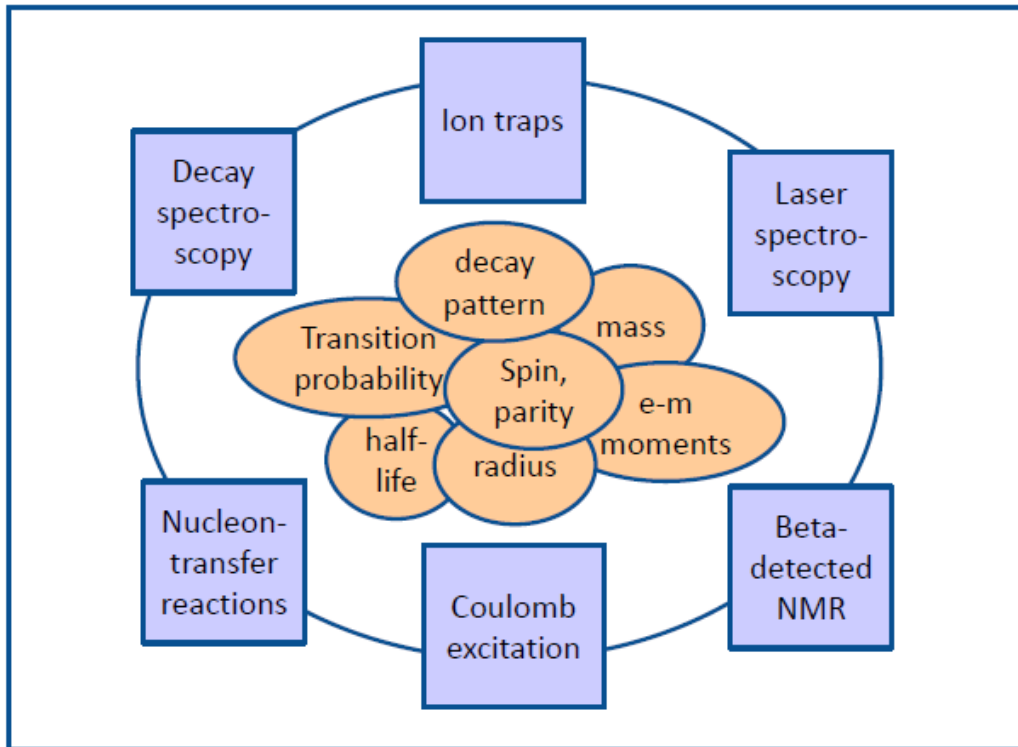 Ion traps
Decay
spectro-
scopy
Laser
spectro-
scopy
decay
pattern
mass
Transition
probability
Spin,
parity
e-m
moments
half-
life
radius
Nucleon-
transfer
reactions
Coulomb
excitation
Beta-
detected
NMR